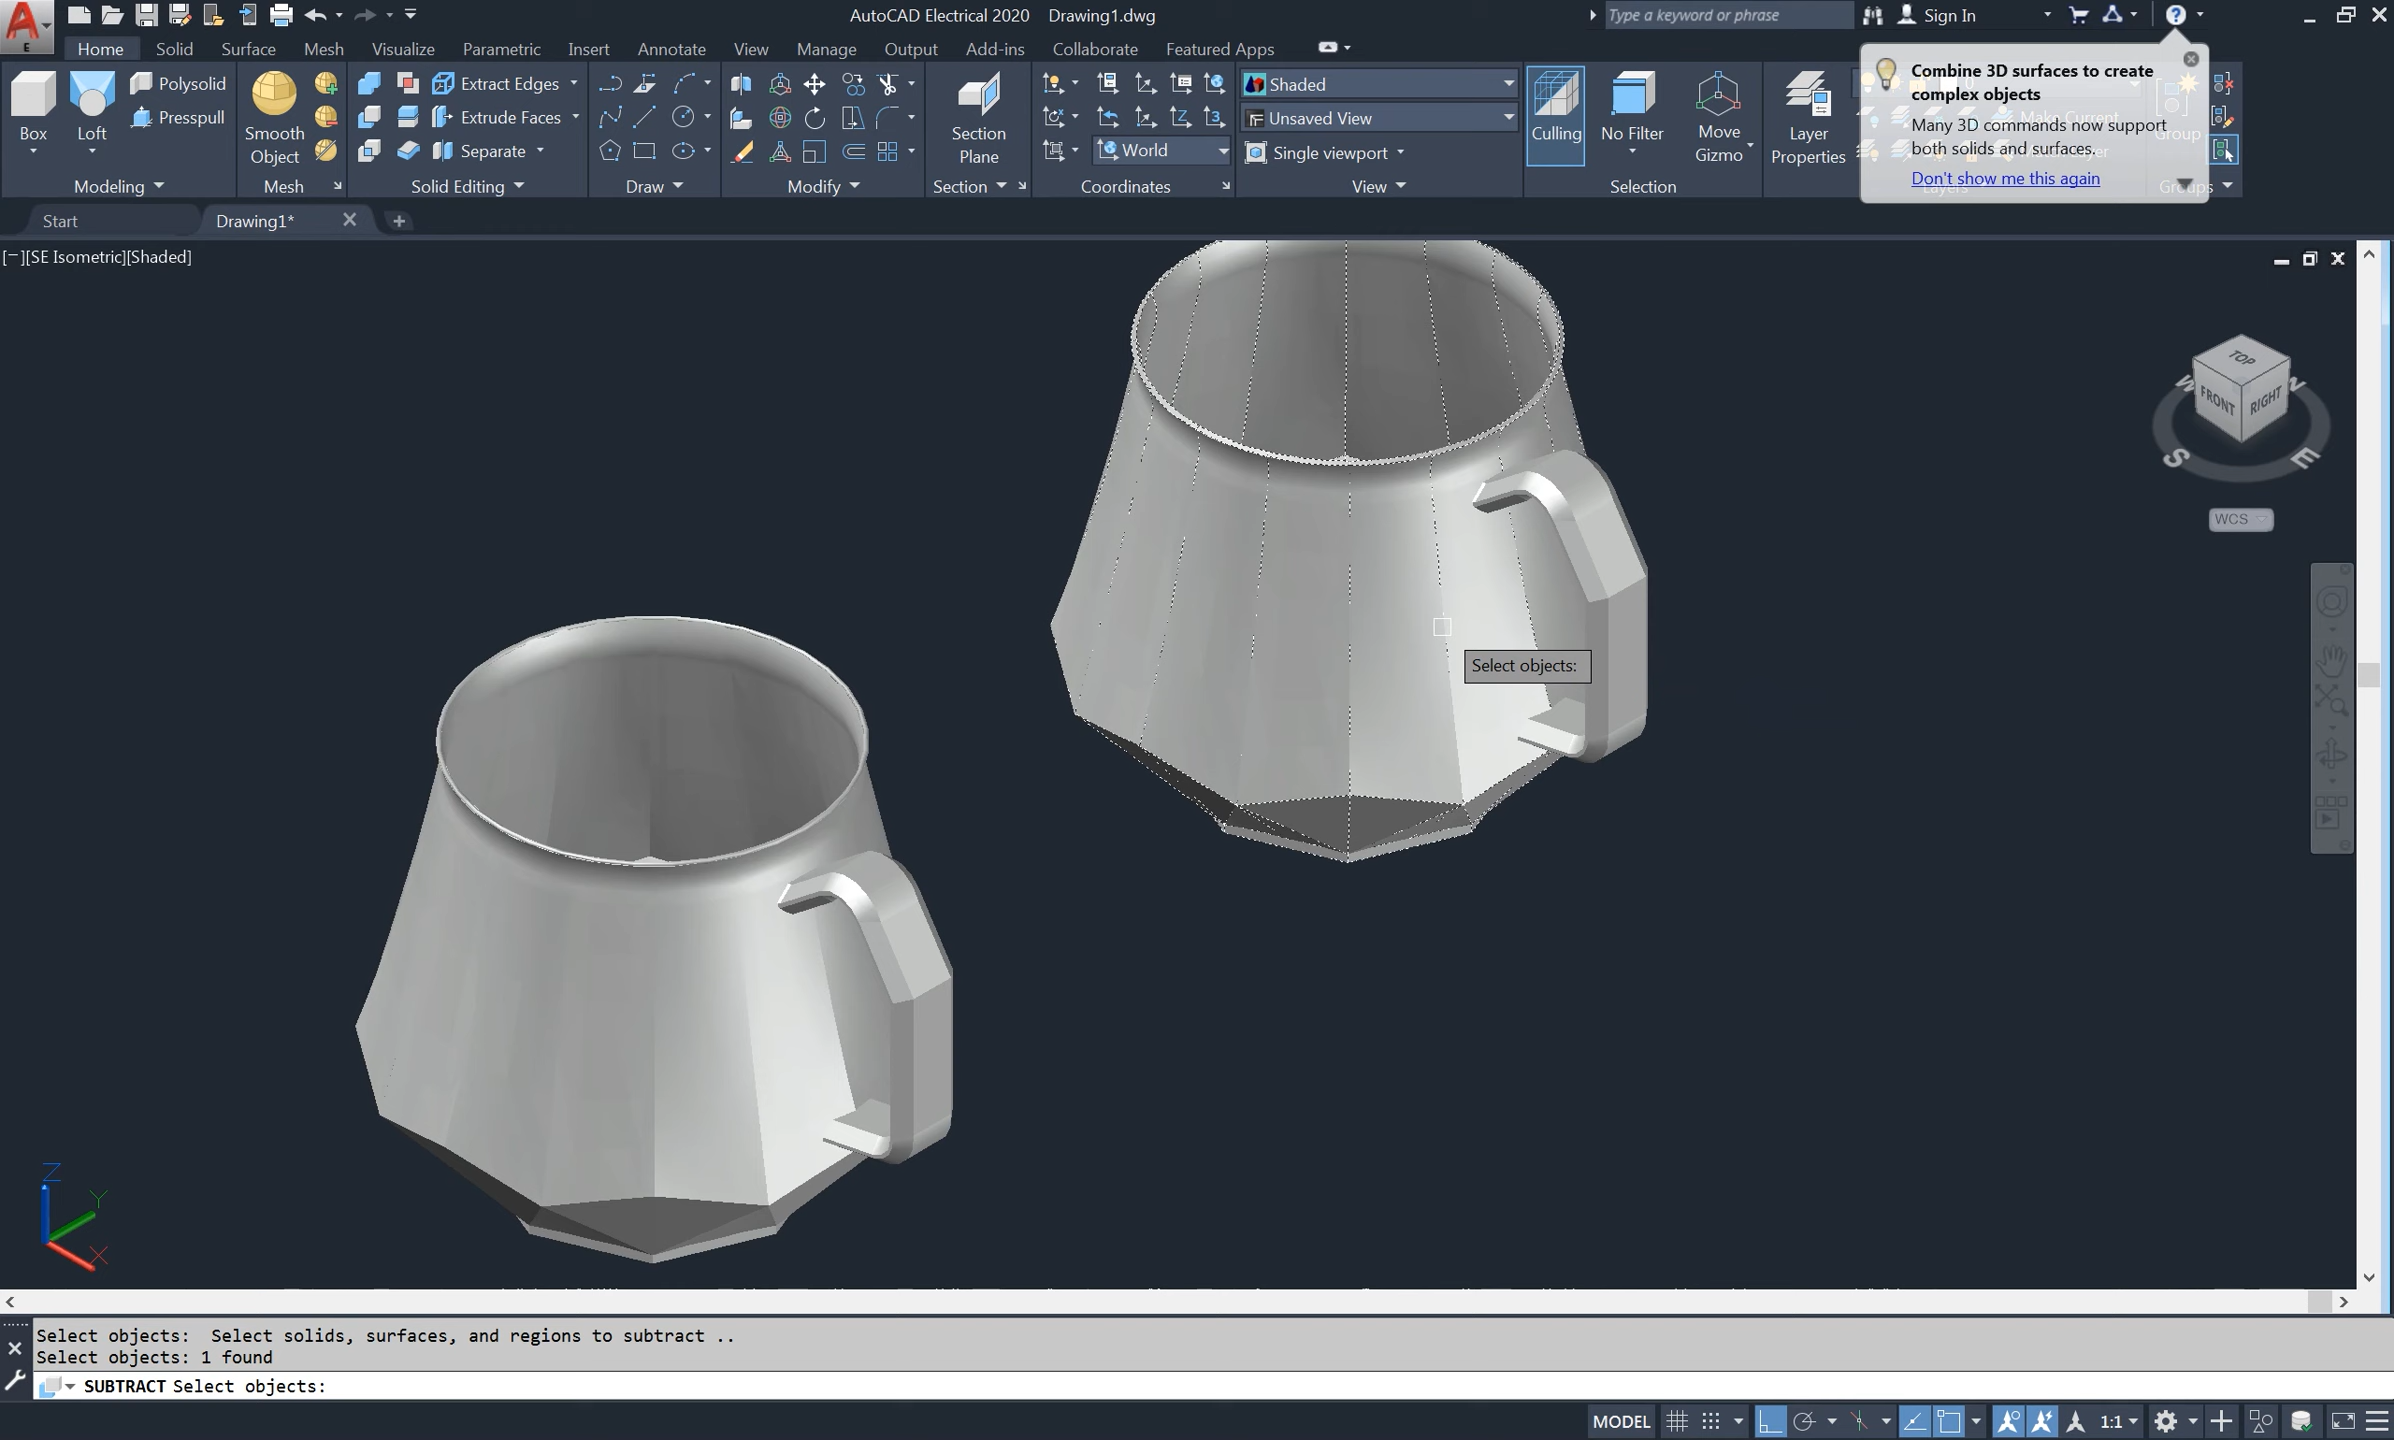 AutoCAD Electrical 2020 Drawing1.dwg
Type a keyword or phrase
Sign In
E
Home Solid Surface Mesh Visualize Parametric Insert Annotate View Manage Output Add-ins Collaborate Featured Apps
Box
Loft
Polysolid
Presspull
Modeling
Smooth
Object
Mesh
Extract Edges
Extrude Faces
Separate
Solid Editing
Draw
Modify
Section
Plane
Section
World
Coordinates
Shaded
Unsaved View
Single viewport
View
Culling
No Filter
Move
Gizmo
Selection
Layer
Properties
Make Current
Layers
Group
Groups
Combine 3D surfaces to create
complex objects
Many 3D commands now support
both solids and surfaces.
Don't show me this again
Start
Drawing1*
[−][SE Isometric][Shaded]
TOP
FRONT
RIGHT
W
N
S
E
WCS
Select objects:
Z
Y
X
Select objects: Select solids, surfaces, and regions to subtract ..
Select objects: 1 found
SUBTRACT Select objects:
MODEL
1:1